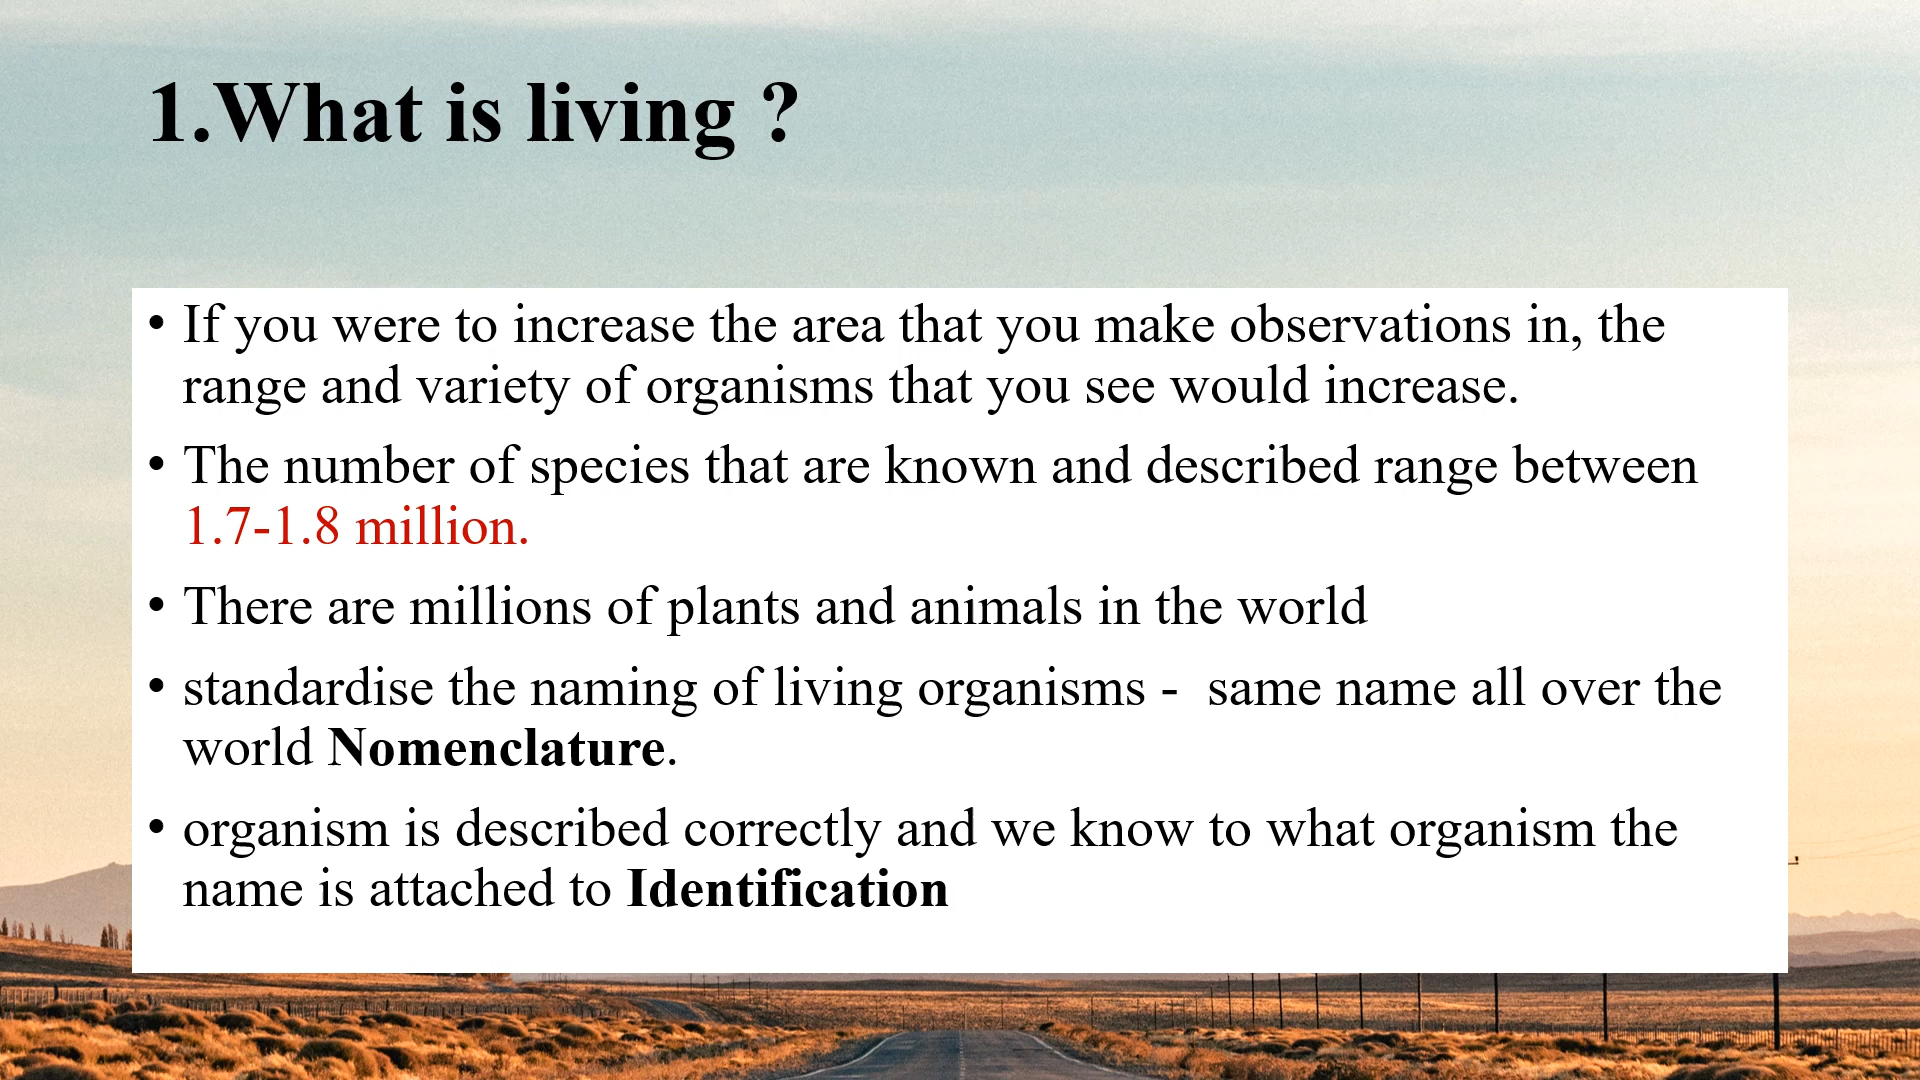 1.What is living ?
• If you were to increase the area that you make observations in, the
range and variety of organisms that you see would increase.
• The number of species that are known and described range between
1.7-1.8 million.
• There are millions of plants and animals in the world
• standardise the naming of living organisms -  same name all over the
world Nomenclature.
• organism is described correctly and we know to what organism the
name is attached to Identification